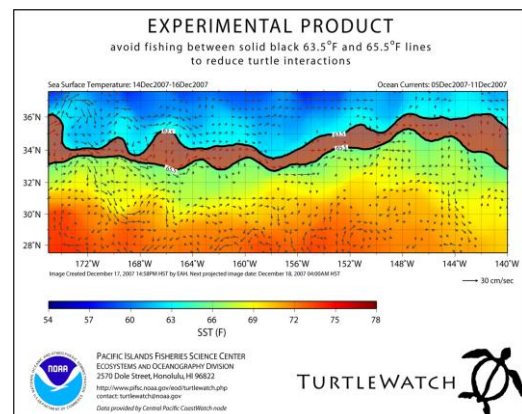 EXPERIMENTAL PRODUCT
avoid fishing between solid black 63.5°F and 65.5°F lines
to reduce turtle interactions
Sea Surface Temperature: 14Dec2007-16Dec2007 Ocean Currents: 05Dec2007-11Dec2007
36°N
34°N
32°N
30°N
28°N
172°W 168°W 164°W 160°W 156°W 152°W 148°W 144°W 140°W
Image Created December 17, 2007 14:58PM HST by EAH. Next projected image date: December 18, 2007 04:00AM HST
30 cm/sec
54 57 60 63 66 69 72 75 78
SST (F)
NOAA
PACIFIC ISLANDS FISHERIES SCIENCE CENTER
ECOSYSTEMS AND OCEANOGRAPHY DIVISION
2570 Dole Street, Honolulu, HI 96822
http://www.pifsc.noaa.gov/eod/turtlewatch.php
contact: turtlewatch@noaa.gov
Data provided by Central Pacific CoastWatch node
TURTLEWATCH